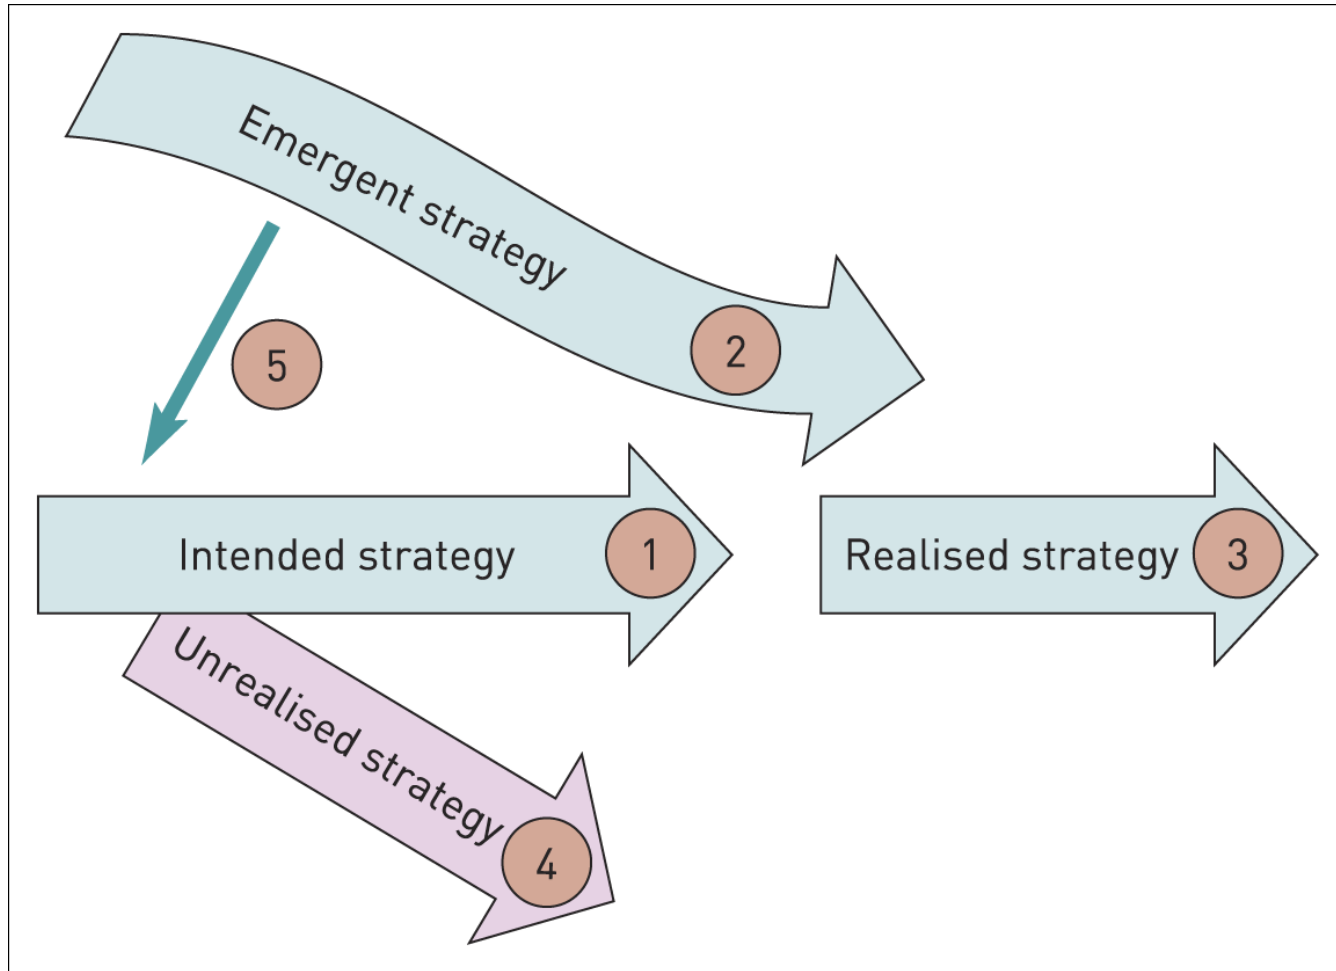 Emergent strategy
2
5
Intended strategy
1
Realised strategy
3
Unrealised strategy
4